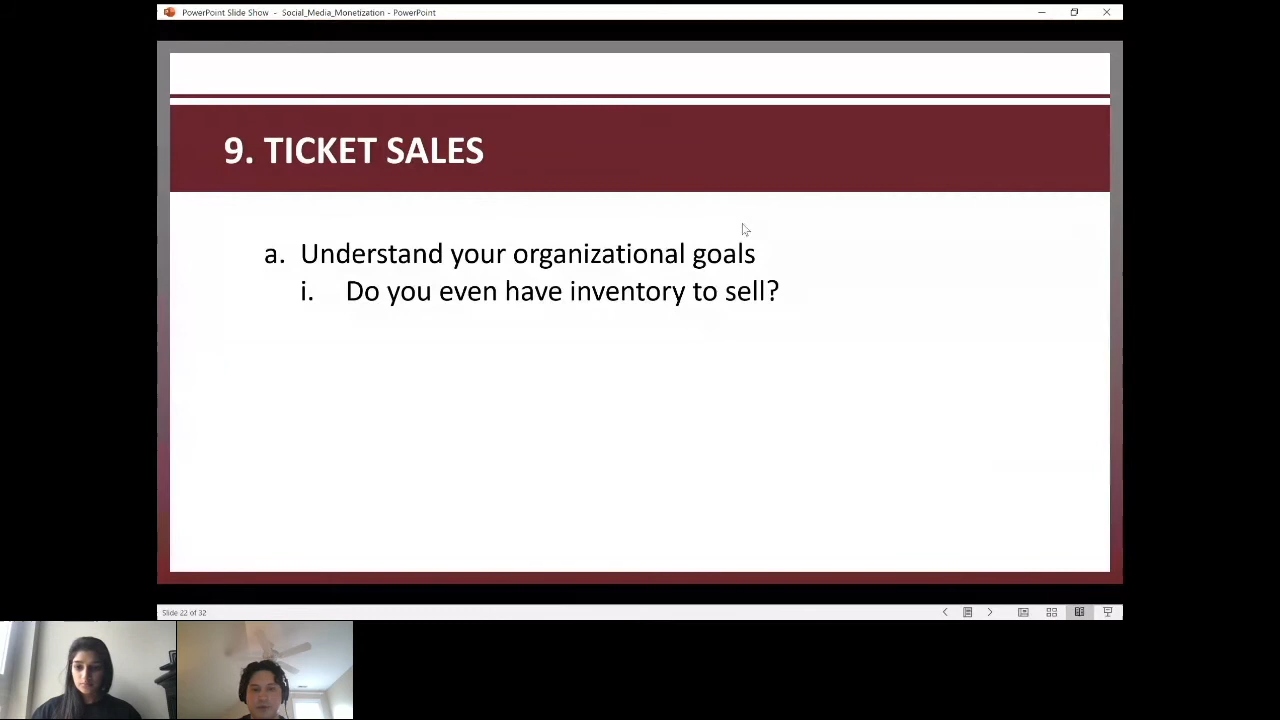 PowerPoint Slide Show - Social_Media_Monetization - PowerPoint
9. TICKET SALES
a. Understand your organizational goals
i. Do you even have inventory to sell?
Slide 22 of 32